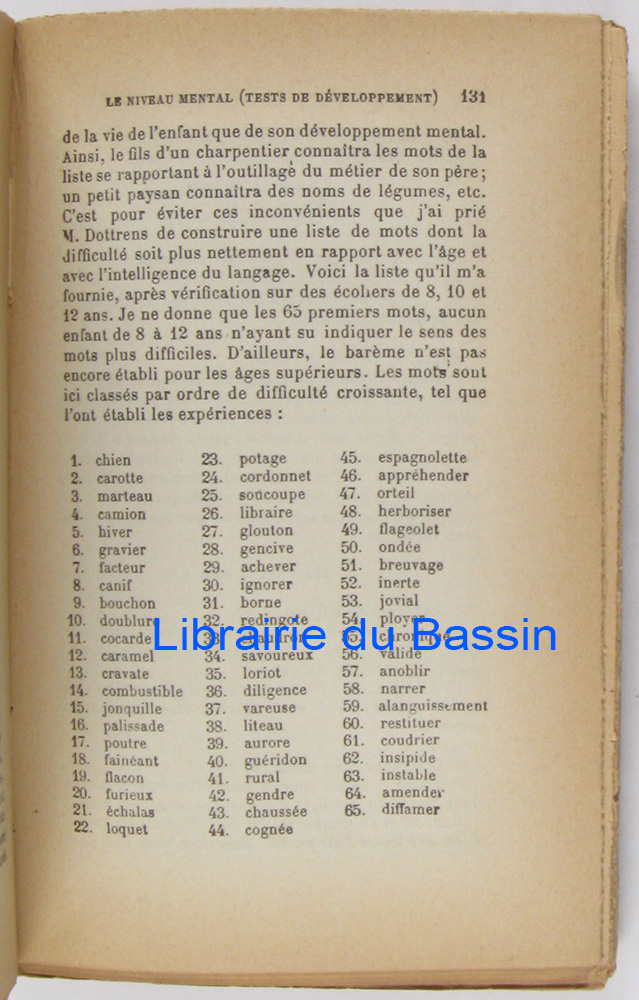 LE NIVEAU MENTAL (TESTS DE DÉVELOPPEMENT) 131
de la vie de l'enfant que de son développement mental.
Ainsi, le fils d'un charpentier connaîtra les mots de la
liste se rapportant à l'outillage du métier de son père;
un petit paysan connaîtra des noms de légumes, etc.
C'est pour éviter ces inconvénients que j'ai prié
M. Dottrens de construire une liste de mots dont la
difficulté soit plus nettement en rapport avec l'âge et
avec l'intelligence du langage. Voici la liste qu'il m'a
fournie, après vérification sur des écoliers de 8, 10 et
12 ans. Je ne donne que les 65 premiers mots, aucun
enfant de 8 à 12 ans n'ayant su indiquer le sens des
mots plus difficiles. D'ailleurs, le barème n'est pas
encore établi pour les âges supérieurs. Les mots sont
ici classés par ordre de difficulté croissante, tel que
l'ont établi les expériences :
1. chien
2. carotte
3. marteau
4. camion
5. hiver
6. gravier
7. facteur
8. canif
9. bouchon
10. doublure
11. cocarde
12. caramel
13. cravate
14. combustible
15. jonquille
16. palissade
17. poutre
18. fainéant
19. flacon
20. furieux
21. échalas
22. loquet
23. potage
24. cordonnet
25. soucoupe
26. libraire
27. glouton
28. gencive
29. achever
30. ignorer
31. borne
32. redingote
33. chaudron
34. savoureux
35. loriot
36. diligence
37. vareuse
38. liteau
39. aurore
40. guéridon
41. rural
42. gendre
43. chaussée
44. cognée
45. espagnolette
46. appréhender
47. orteil
48. herboriser
49. flageolet
50. ondée
51. breuvage
52. inerte
53. jovial
54. ployer
55. chronique
56. valide
57. anoblir
58. narrer
59. alanguissement
60. restituer
61. coudrier
62. insipide
63. instable
64. amender
65. diffamer
Librairie du Bassin